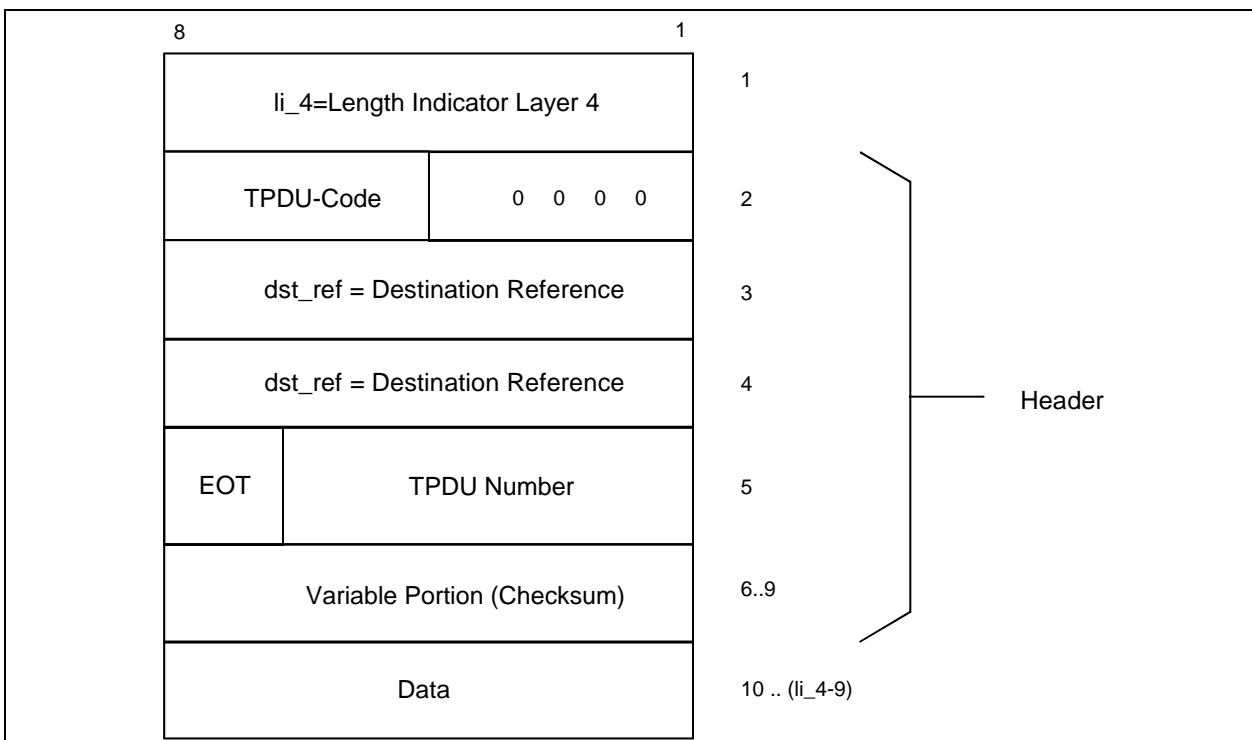 8 1
li_4=Length Indicator Layer 4 1
TPDU-Code 0 0 0 0 2
dst_ref = Destination Reference 3
dst_ref = Destination Reference 4
Header
EOT TPDU Number 5
Variable Portion (Checksum) 6..9
Data 10 .. (li_4-9)